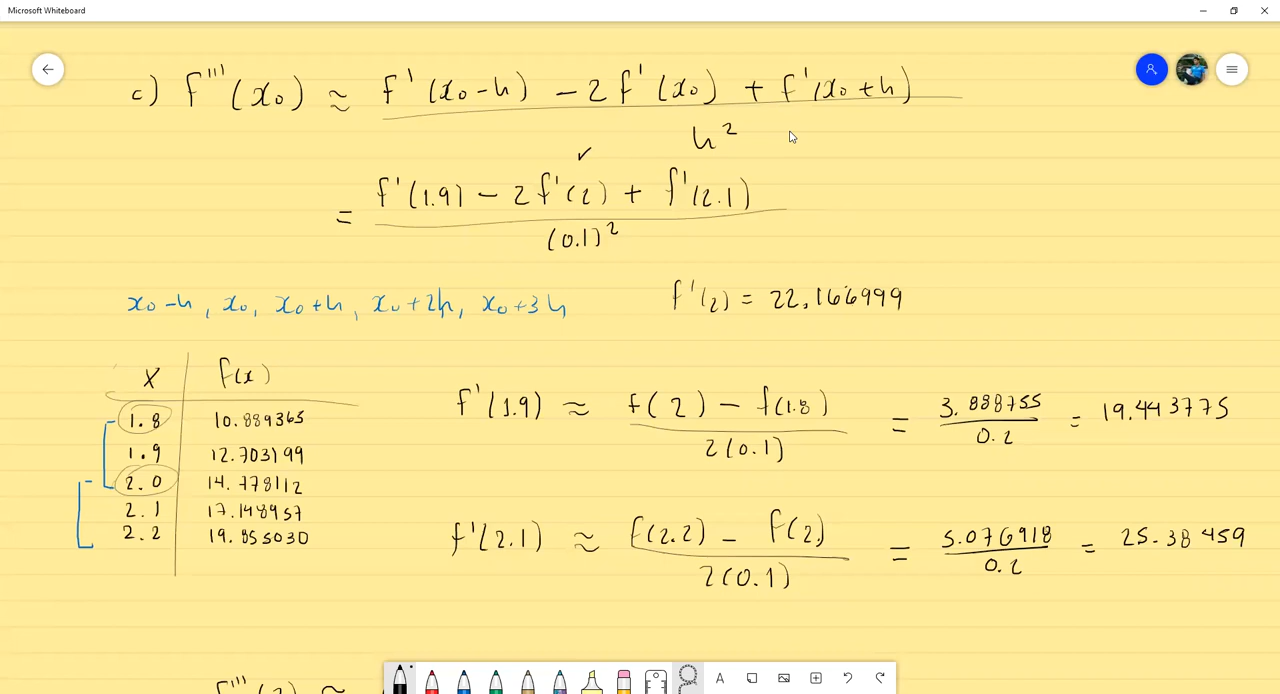 Microsoft Whiteboard
c) f'''(x₀) ≈ f'(x₀-h) - 2f'(x₀) + f'(x₀+h)
h²
✓
= f'(1.9) - 2f'(2) + f'(2.1)
(0.1)²
x₀-h, x₀, x₀+h, x₀+2h, x₀+3h
f'(2) = 22.166999
x f(x)
1.8 10.889365
1.9 12.703199
2.0 14.778112
2.1 17.148957
2.2 19.855030
f'(1.9) ≈ f(2) - f(1.8) = 3.888755 = 19.443775
2(0.1) 0.2
f'(2.1) ≈ f(2.2) - f(2) = 5.076918 = 25.38459
2(0.1) 0.2
f'''(2) ≈